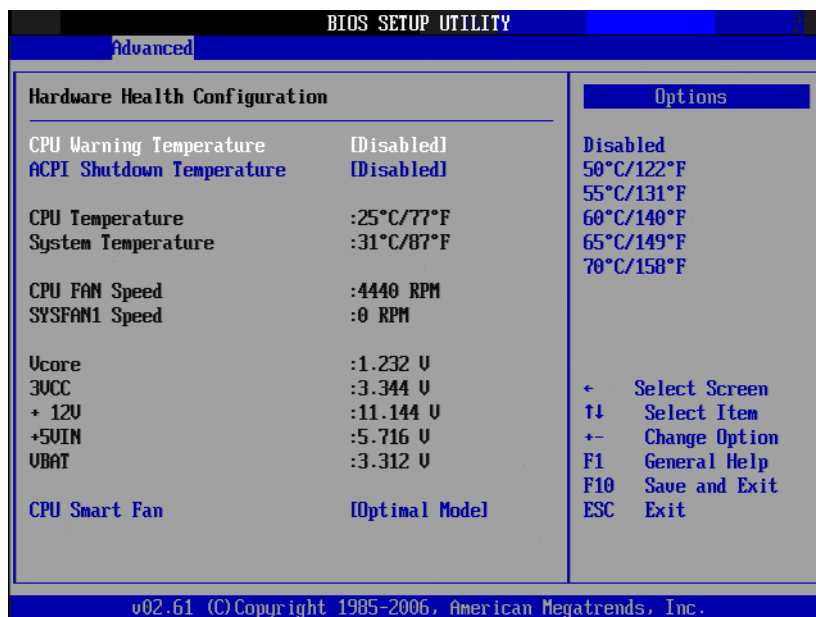 BIOS SETUP UTILITY
Advanced
Hardware Health Configuration
CPU Warning Temperature [Disabled]
ACPI Shutdown Temperature [Disabled]
CPU Temperature :25°C/77°F
System Temperature :31°C/87°F
CPU FAN Speed :4440 RPM
SYSFAN1 Speed :0 RPM
Vcore :1.232 V
3VCC :3.344 V
+ 12V :11.144 V
+5VIN :5.716 V
VBAT :3.312 V
CPU Smart Fan [Optimal Mode]
Options
Disabled
50°C/122°F
55°C/131°F
60°C/140°F
65°C/149°F
70°C/158°F
← Select Screen
↑↓ Select Item
+- Change Option
F1 General Help
F10 Save and Exit
ESC Exit
v02.61 (C)Copyright 1985-2006, American Megatrends, Inc.